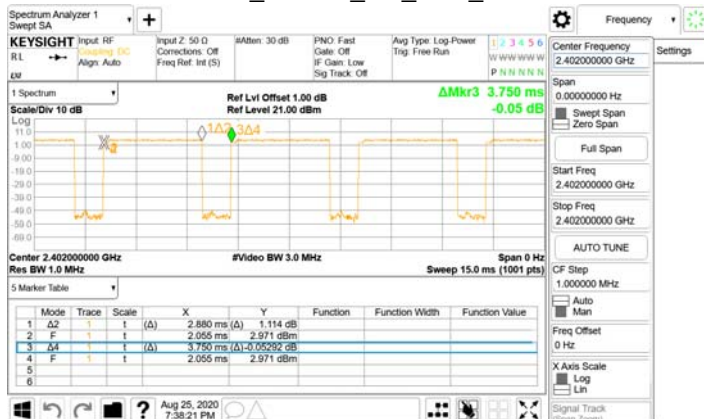 Spectrum Analyzer 1
Swept SA
Frequency
KEYSIGHT
RL
Input: RF
Coupling: DC
Align: Auto
Input Z: 50 Ω
Corrections: Off
Freq Ref: Int (S)
#Atten: 30 dB
PNO: Fast
Gate: Off
IF Gain: Low
Sig Track: Off
Avg Type: Log-Power
Trig: Free Run
1 2 3 4 5 6
W W W W W W
P N N N N N
1 Spectrum
Scale/Div 10 dB
Ref Lvl Offset 1.00 dB
Ref Level 21.00 dBm
ΔMkr3 3.750 ms
-0.05 dB
Log
11.0
1.00
-9.00
-19.0
-29.0
-39.0
-49.0
-59.0
-69.0
1Δ2
3Δ4
Center 2.402000000 GHz
Res BW 1.0 MHz
#Video BW 3.0 MHz
Span 0 Hz
Sweep 15.0 ms (1001 pts)
5 Marker Table
Mode Trace Scale X Y Function Function Width Function Value
1 Δ2 1 t (Δ) 2.880 ms (Δ) 1.114 dB
2 F 1 t 2.055 ms 2.971 dBm
3 Δ4 1 t (Δ) 3.750 ms (Δ) -0.05292 dB
4 F 1 t 2.055 ms 2.971 dBm
5
6
Aug 25, 2020
7:38:21 PM
Center Frequency
2.402000000 GHz
Settings
Span
0.00000000 Hz
Swept Span
Zero Span
Full Span
Start Freq
2.402000000 GHz
Stop Freq
2.402000000 GHz
AUTO TUNE
CF Step
1.000000 MHz
Auto
Man
Freq Offset
0 Hz
X Axis Scale
Log
Lin
Signal Track